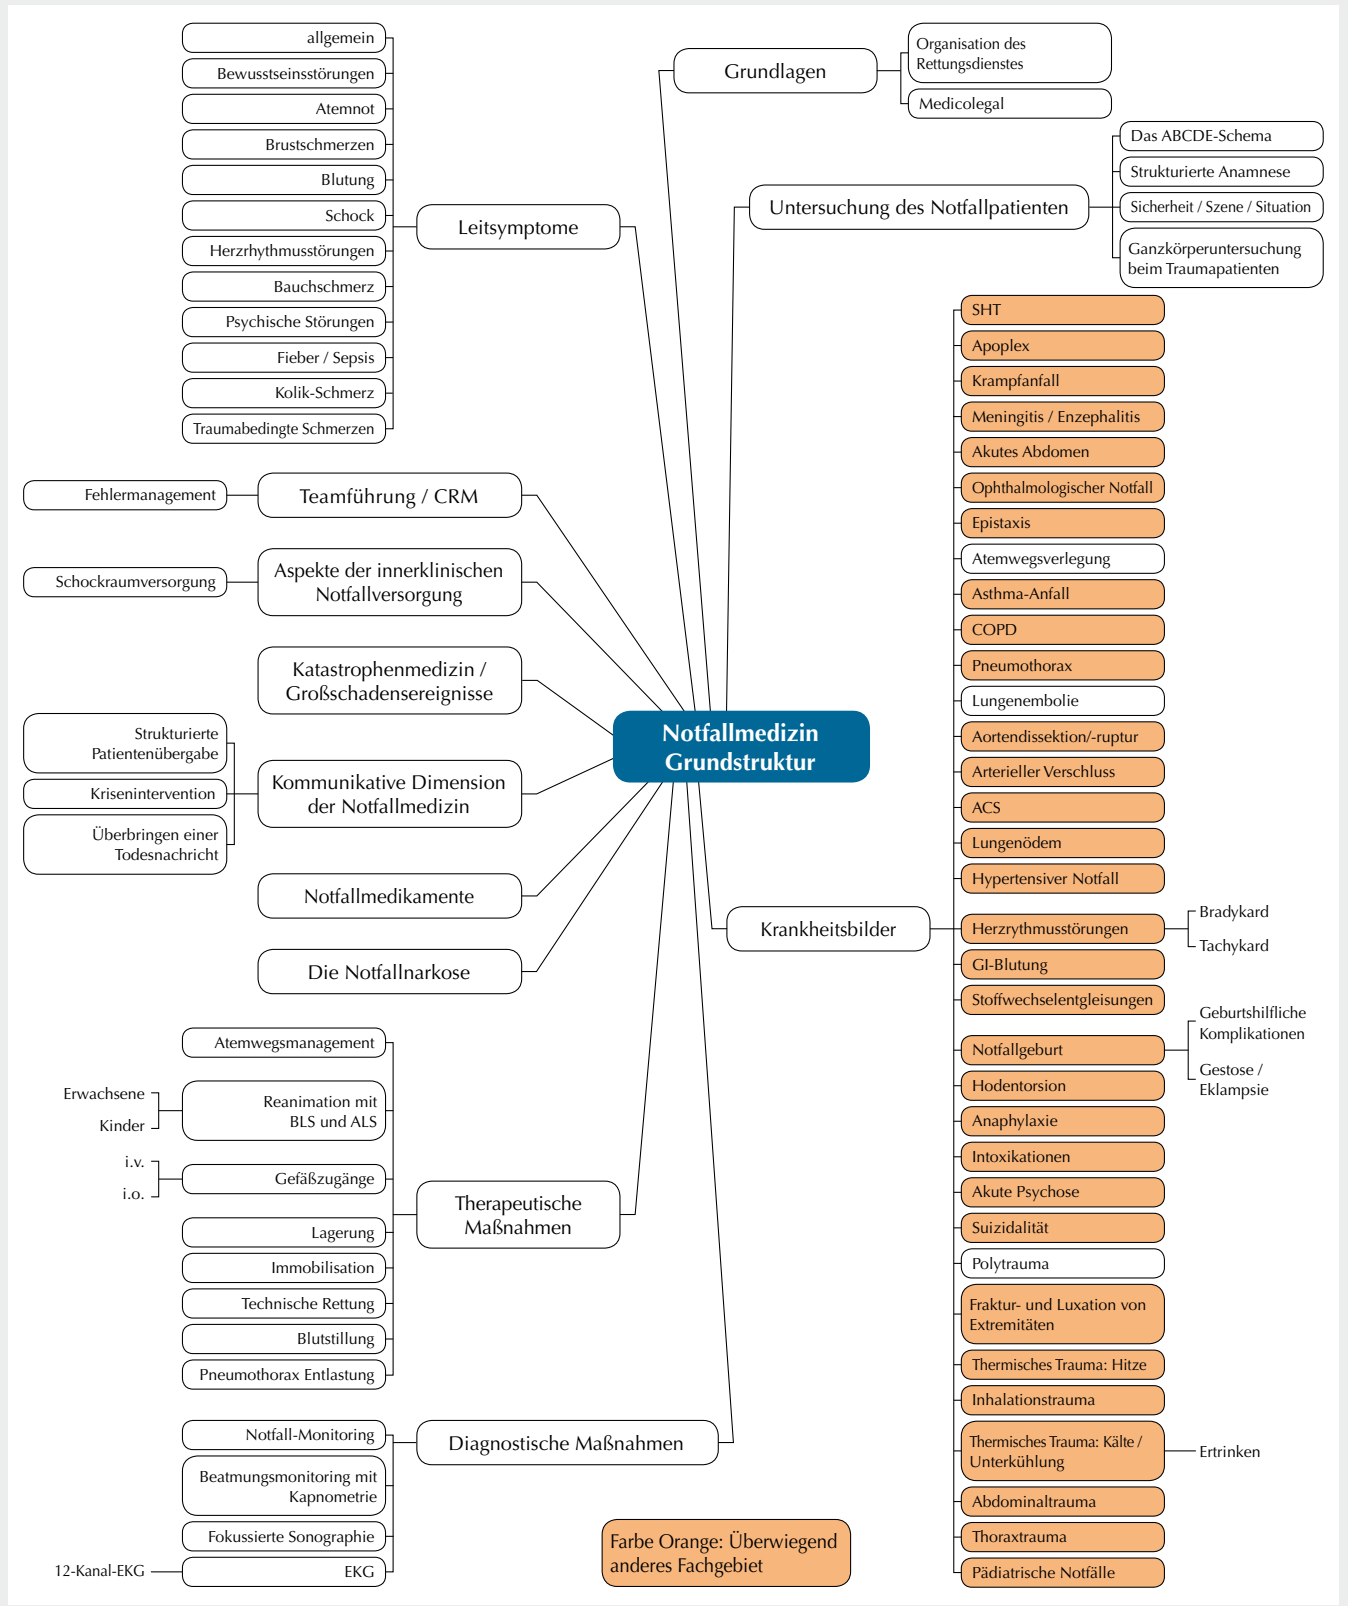 Notfallmedizin
Grundstruktur
Grundlagen
Organisation des
Rettungsdienstes
Medicolegal
Untersuchung des Notfallpatienten
Das ABCDE-Schema
Strukturierte Anamnese
Sicherheit / Szene / Situation
Ganzkörperuntersuchung
beim Traumapatienten
Krankheitsbilder
SHT
Apoplex
Krampfanfall
Meningitis / Enzephalitis
Akutes Abdomen
Ophthalmologischer Notfall
Epistaxis
Atemwegsverlegung
Asthma-Anfall
COPD
Pneumothorax
Lungenembolie
Aortendissektion/-ruptur
Arterieller Verschluss
ACS
Lungenödem
Hypertensiver Notfall
Herzrythmusstörungen
Bradykard
Tachykard
GI-Blutung
Stoffwechselentgleisungen
Notfallgeburt
Geburtshilfliche
Komplikationen
Gestose /
Eklampsie
Hodentorsion
Anaphylaxie
Intoxikationen
Akute Psychose
Suizidalität
Polytrauma
Fraktur- und Luxation von
Extremitäten
Thermisches Trauma: Hitze
Inhalationstrauma
Thermisches Trauma: Kälte /
Unterkühlung
Ertrinken
Abdominaltrauma
Thoraxtrauma
Pädiatrische Notfälle
Leitsymptome
allgemein
Bewusstseinsstörungen
Atemnot
Brustschmerzen
Blutung
Schock
Herzrhythmusstörungen
Bauchschmerz
Psychische Störungen
Fieber / Sepsis
Kolik-Schmerz
Traumabedingte Schmerzen
Teamführung / CRM
Fehlermanagement
Aspekte der innerklinischen
Notfallversorgung
Schockraumversorgung
Katastrophenmedizin /
Großschadensereignisse
Kommunikative Dimension
der Notfallmedizin
Strukturierte
Patientenübergabe
Krisenintervention
Überbringen einer
Todesnachricht
Notfallmedikamente
Die Notfallnarkose
Therapeutische
Maßnahmen
Atemwegsmanagement
Reanimation mit
BLS und ALS
Erwachsene
Kinder
Gefäßzugänge
i.v.
i.o.
Lagerung
Immobilisation
Technische Rettung
Blutstillung
Pneumothorax Entlastung
Diagnostische Maßnahmen
Notfall-Monitoring
Beatmungsmonitoring mit
Kapnometrie
Fokussierte Sonographie
EKG
12-Kanal-EKG
Farbe Orange: Überwiegend
anderes Fachgebiet